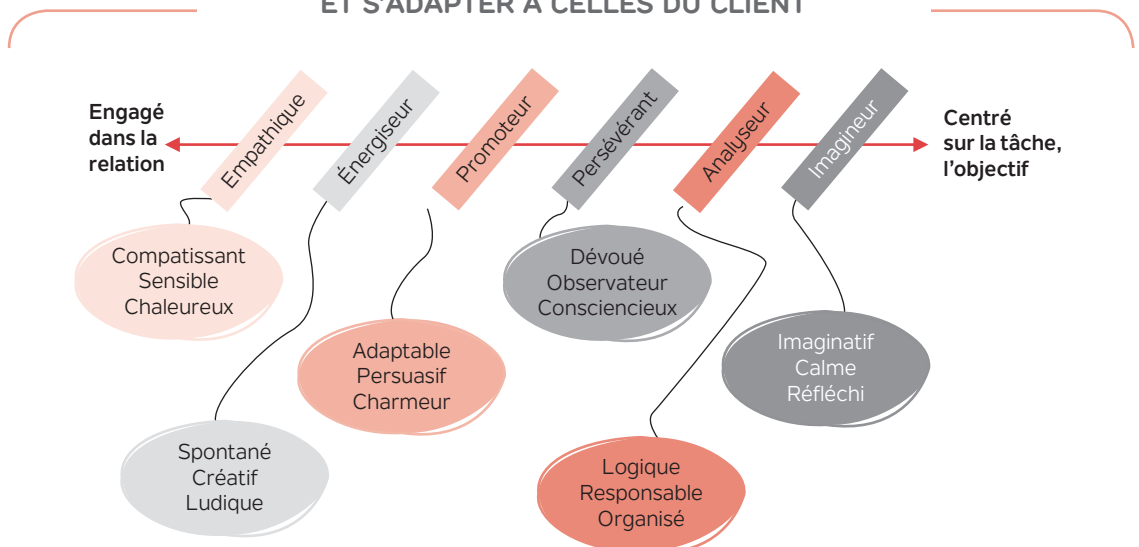 ET S'ADAPTER À CELLES DU CLIENT
Engagé
dans la
relation
Empathique
Énergiseur
Promoteur
Persévérant
Analyseur
Imagineur
Centré
sur la tâche,
l'objectif
Compatissant
Sensible
Chaleureux
Dévoué
Observateur
Consciencieux
Adaptable
Persuasif
Charmeur
Imaginatif
Calme
Réfléchi
Spontané
Créatif
Ludique
Logique
Responsable
Organisé